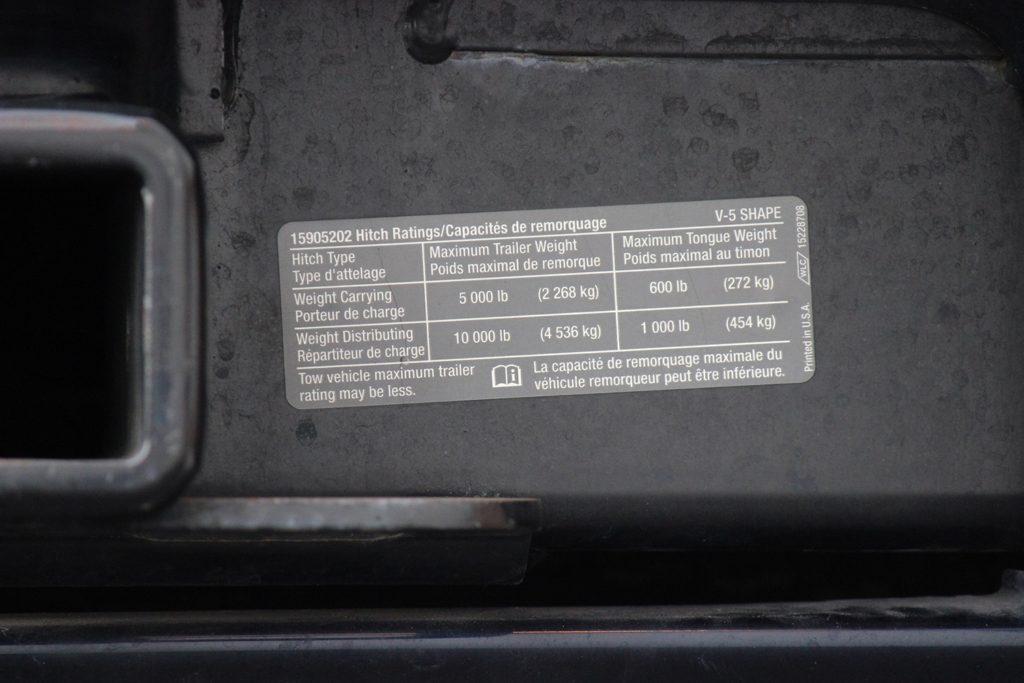 15905202 Hitch Ratings/Capacités de remorquage
V-5 SHAPE
Hitch Type
Type d'attelage
Maximum Trailer Weight
Poids maximal de remorque
Maximum Tongue Weight
Poids maximal au timon
Weight Carrying
Porteur de charge
5 000 lb (2 268 kg)
600 lb (272 kg)
Weight Distributing
Répartiteur de charge
10 000 lb (4 536 kg)
1 000 lb (454 kg)
Tow vehicle maximum trailer
rating may be less.
La capacité de remorquage maximale du
véhicule remorqueur peut être inférieure.
Printed in U.S.A. WLC 15228708